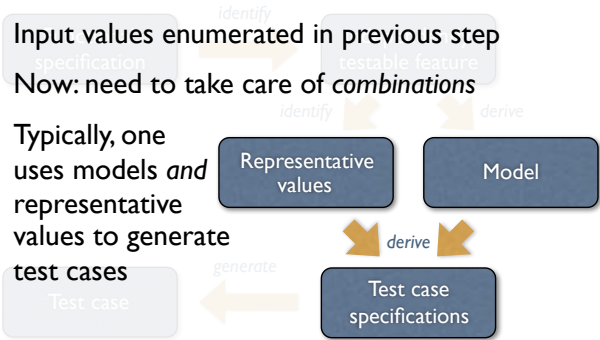 identify
Input values enumerated in previous step
specification
testable feature
Now: need to take care of combinations
identify
derive
Typically, one
uses models and
representative
values to generate
test cases
Representative
values
Model
derive
generate
Test case
Test case
specifications